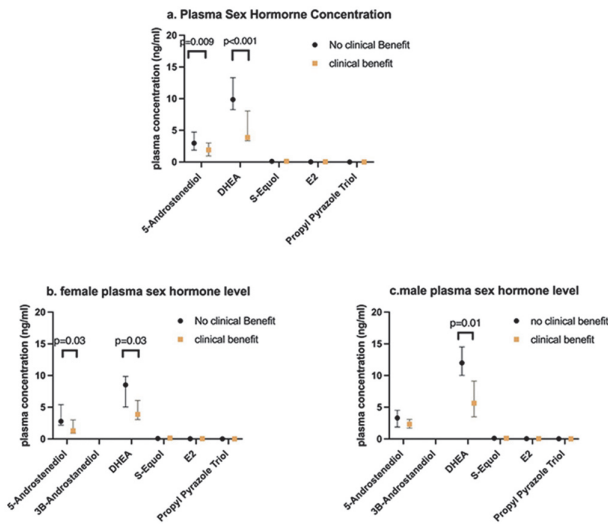 a. Plasma Sex Hormorne Concentration
p=0.009
p<0.001
No clinical Benefit
clinical benefit
plasma concentration (ng/ml)
20
15
10
5
0
5-Androstenediol
DHEA
S-Equol
E2
Propyl Pyrazole Triol
b. female plasma sex hormone level
p=0.03
p=0.03
No clinical Benefit
clinical benefit
plasma concentration (ng/ml)
20
15
10
5
0
5-Androstenediol
3B-Androstanediol
DHEA
S-Equol
E2
Propyl Pyrazole Triol
c.male plasma sex hormone level
p=0.01
no clinical benefit
clinical benefit
plasma concentration (ng/ml)
20
15
10
5
0
5-Androstenediol
3B-Androstanediol
DHEA
S-Equol
E2
Propyl Pyrazole Triol